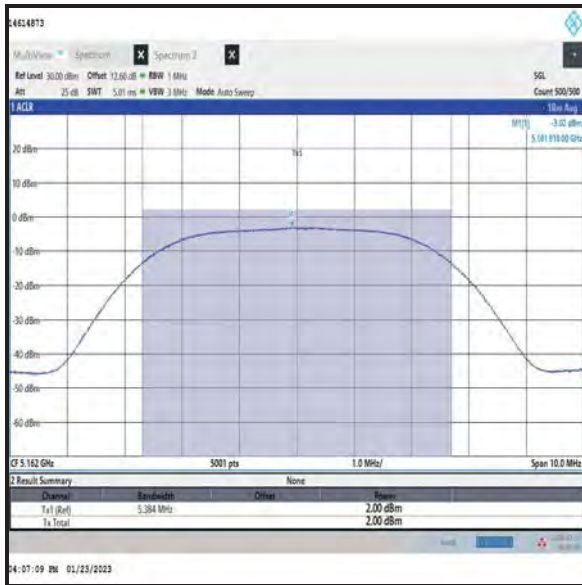 14614873
MultiView Spectrum X Spectrum 2 X
Ref Level 30.00 dBm Offset 12.60 dB RBW 1 MHz SGL
Att 25 dB SWT 5.01 ms VBW 3 MHz Mode Auto Sweep Count 500/500
1 ACLR
M1[1] -3.02 dBm
20 dBm
Tx1
10 dBm
0 dBm
-10 dBm
-20 dBm
-30 dBm
-40 dBm
-50 dBm
-60 dBm
CF 5.162 GHz 5001 pts 1.0 MHz/ Span 10.0 MHz
2 Result Summary None
Channel Bandwidth Offset Power
Tx1 (Ref) 5.384 MHz 2.00 dBm
Tx Total 2.00 dBm
04:07:09 PM 01/23/2023